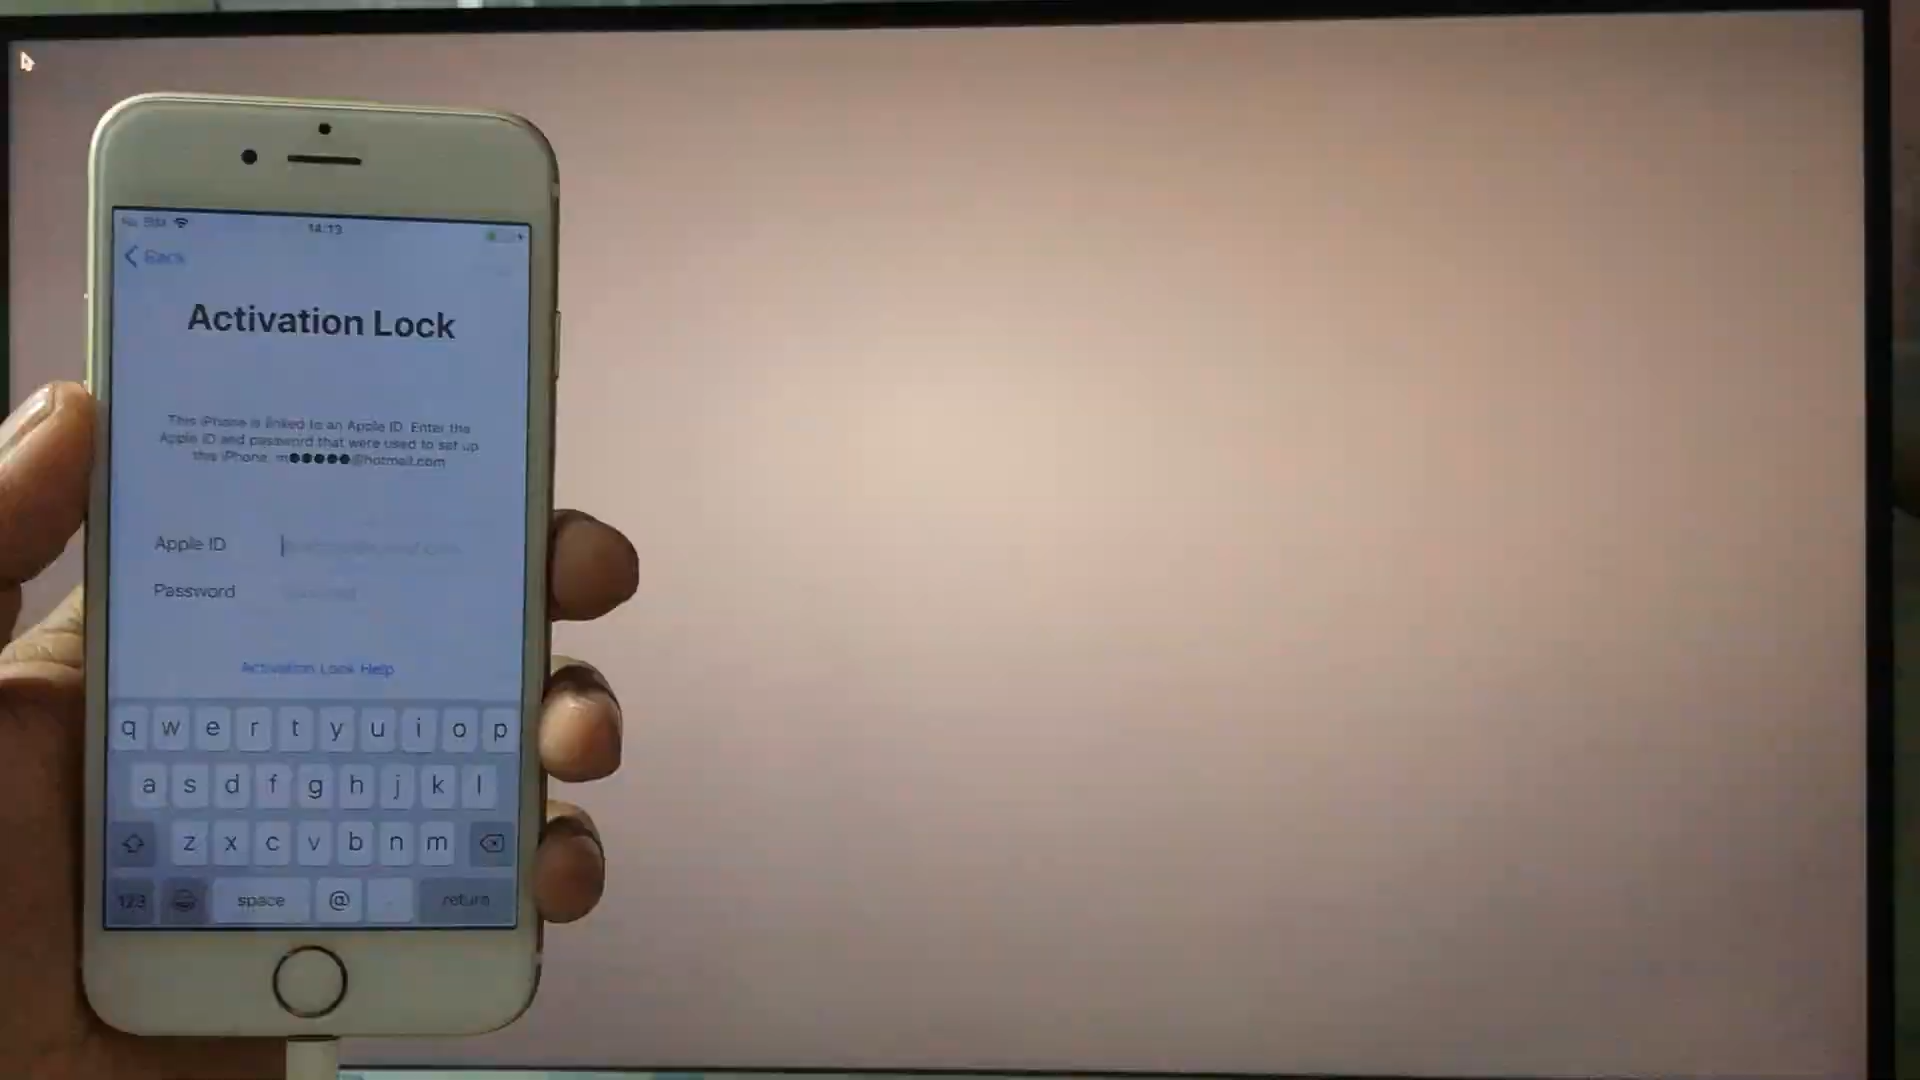 No SIM 14:13
Back
Activation Lock
This iPhone is linked to an Apple ID. Enter the
Apple ID and password that were used to set up
this iPhone. m●●●●●@hotmail.com
Apple ID
Password
Activation Lock Help
q w e r t y u i o p
a s d f g h j k l
z x c v b n m
123 space @ . return